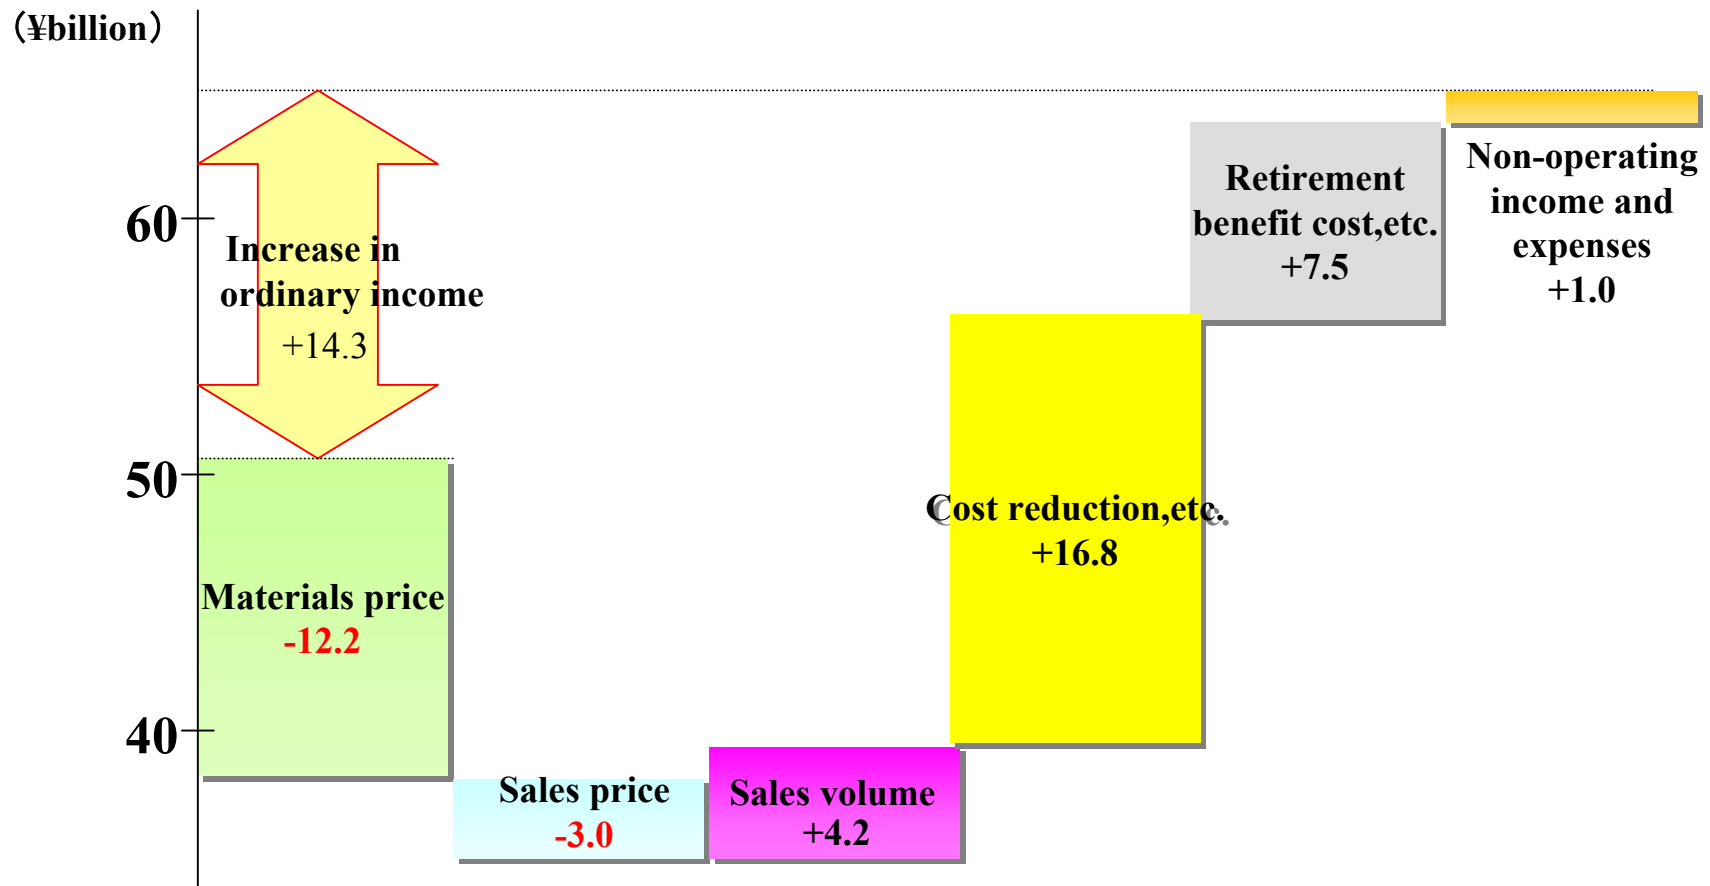 (¥billion)
60
50
40
Increase in
ordinary income
+14.3
Materials price
-12.2
Sales price
-3.0
Sales volume
+4.2
Cost reduction,etc.
+16.8
Retirement
benefit cost,etc.
+7.5
Non-operating
income and
expenses
+1.0